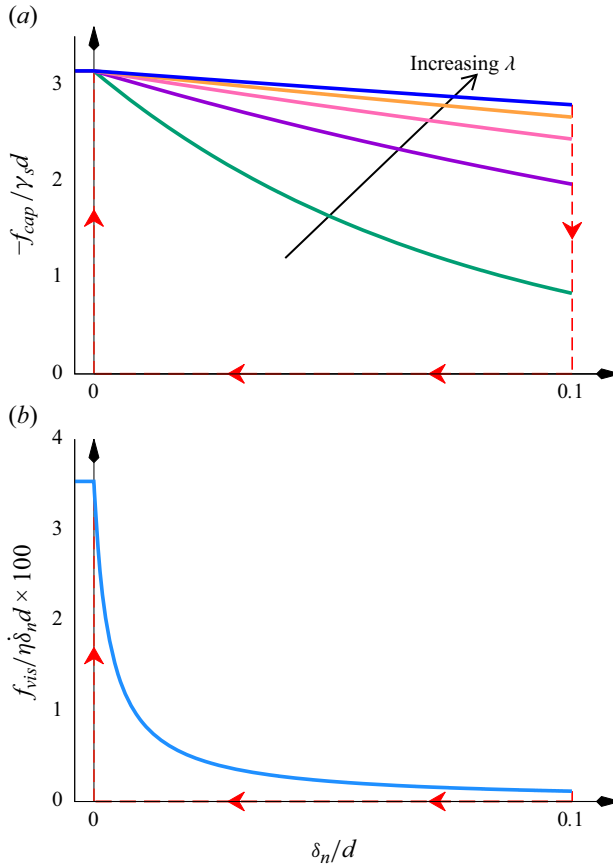 (a)
Increasing λ
3
2
1
0
−f_cap/γ_s d
0
0.1
(b)
4
3
2
1
0
f_vis/ηδ̇_n d × 100
0
0.1
δ_n/d